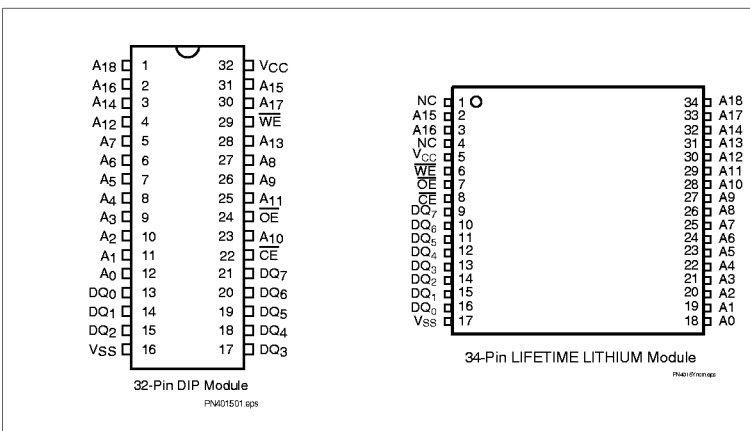 A18 1 32 VCC
A16 2 31 A15
A14 3 30 A17
A12 4 29 WE
A7 5 28 A13
A6 6 27 A8
A5 7 26 A9
A4 8 25 A11
A3 9 24 OE
A2 10 23 A10
A1 11 22 CE
A0 12 21 DQ7
DQ0 13 20 DQ6
DQ1 14 19 DQ5
DQ2 15 18 DQ4
VSS 16 17 DQ3
32-Pin DIP Module
PN401501.eps
NC 1 34 A18
A15 2 33 A17
A16 3 32 A14
NC 4 31 A13
VCC 5 30 A12
WE 6 29 A11
OE 7 28 A10
CE 8 27 A9
DQ7 9 26 A8
DQ6 10 25 A7
DQ5 11 24 A6
DQ4 12 23 A5
DQ3 13 22 A4
DQ2 14 21 A3
DQ1 15 20 A2
DQ0 16 19 A1
VSS 17 18 A0
34-Pin LIFETIME LITHIUM Module